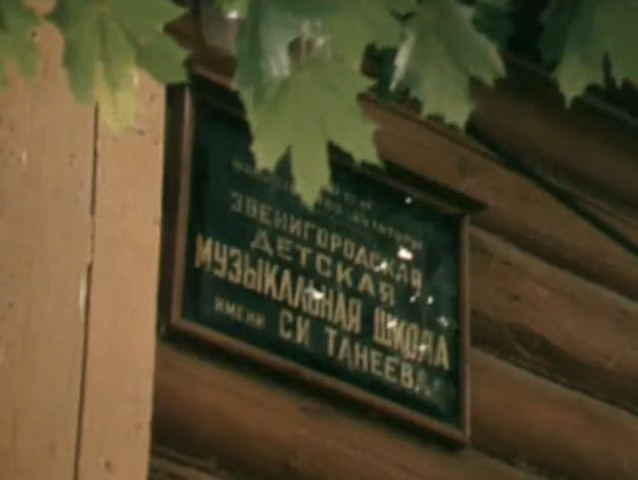 ЗВЕНИГОРОДСКАЯ
ДЕТСКАЯ
МУЗЫКАЛЬНАЯ ШКОЛА
ИМЕНИ С.И ТАНЕЕВА